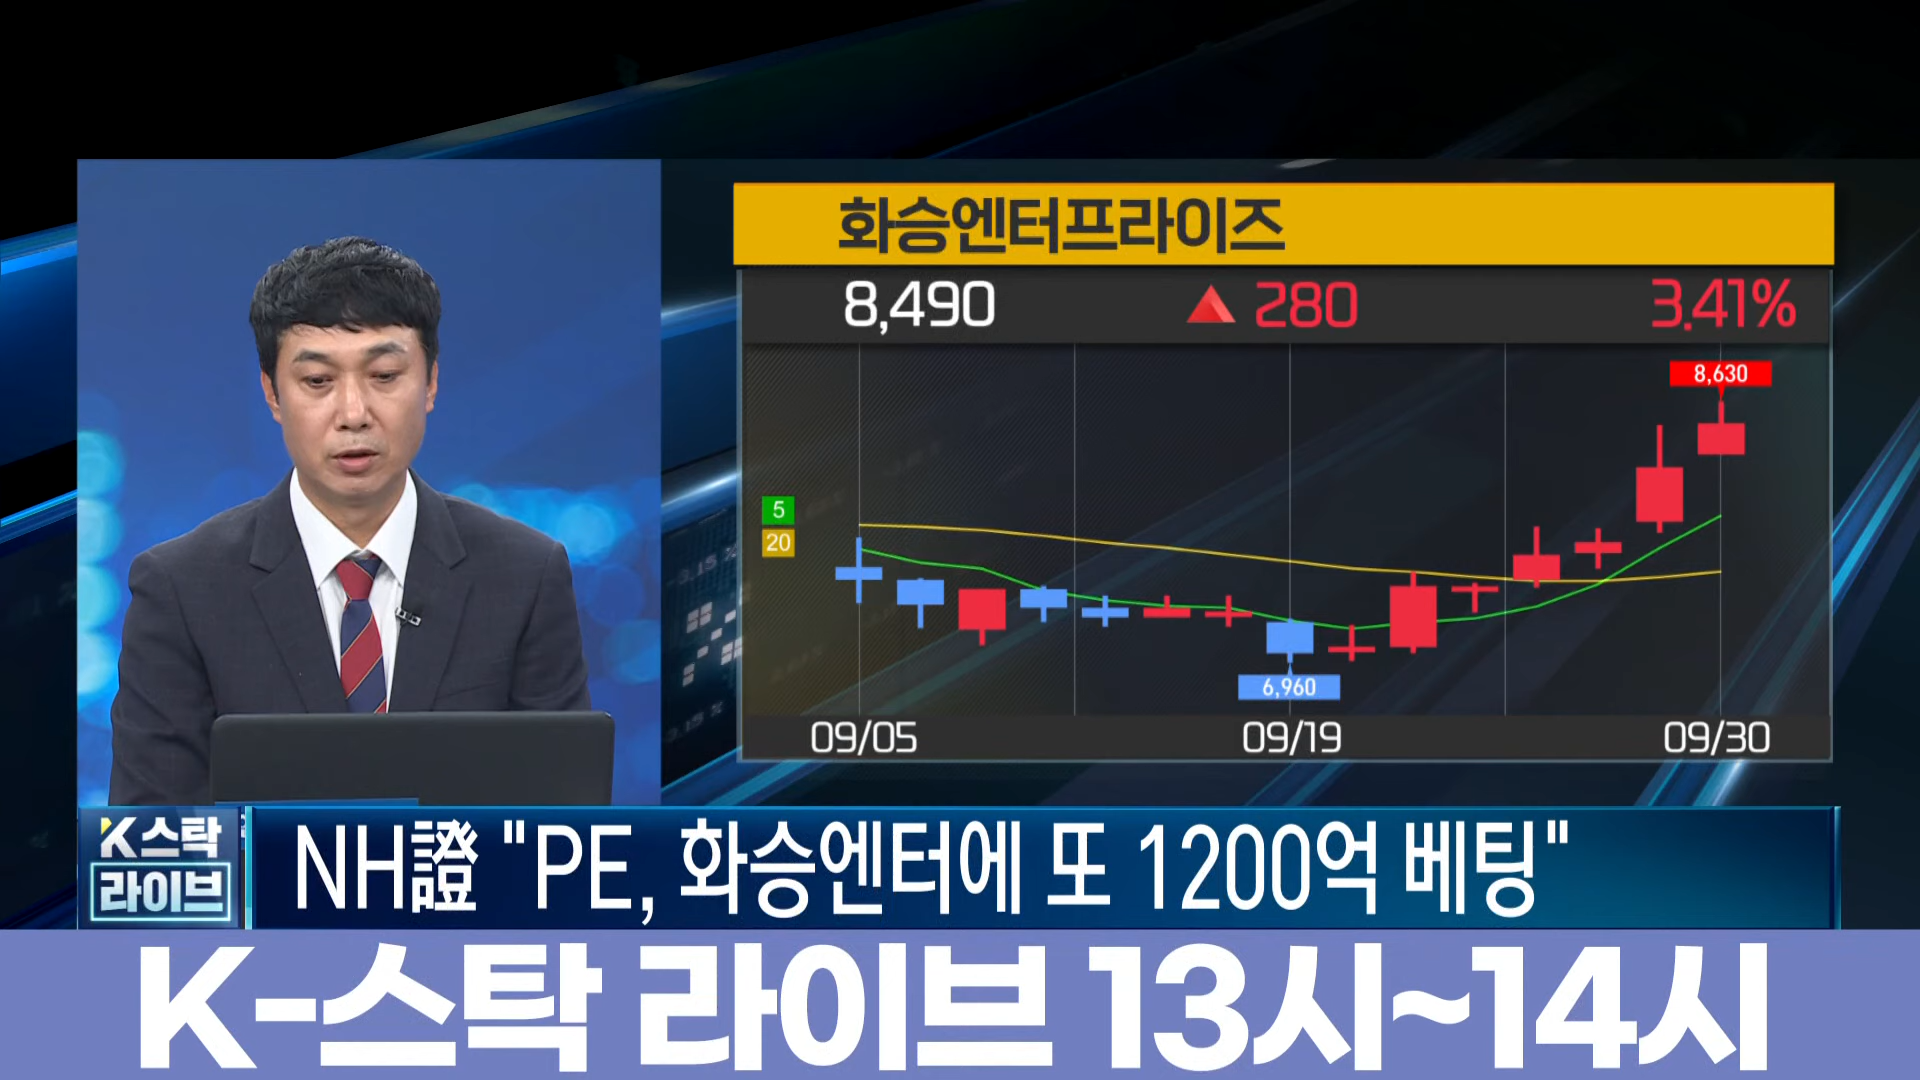 화승엔터프라이즈
8,490 ▲ 280 3.41%
8,630
5
20
6,960
09/05 09/19 09/30
K스탁
라이브
NH證 "PE, 화승엔터에 또 1200억 베팅"
K-스탁 라이브 13시~14시